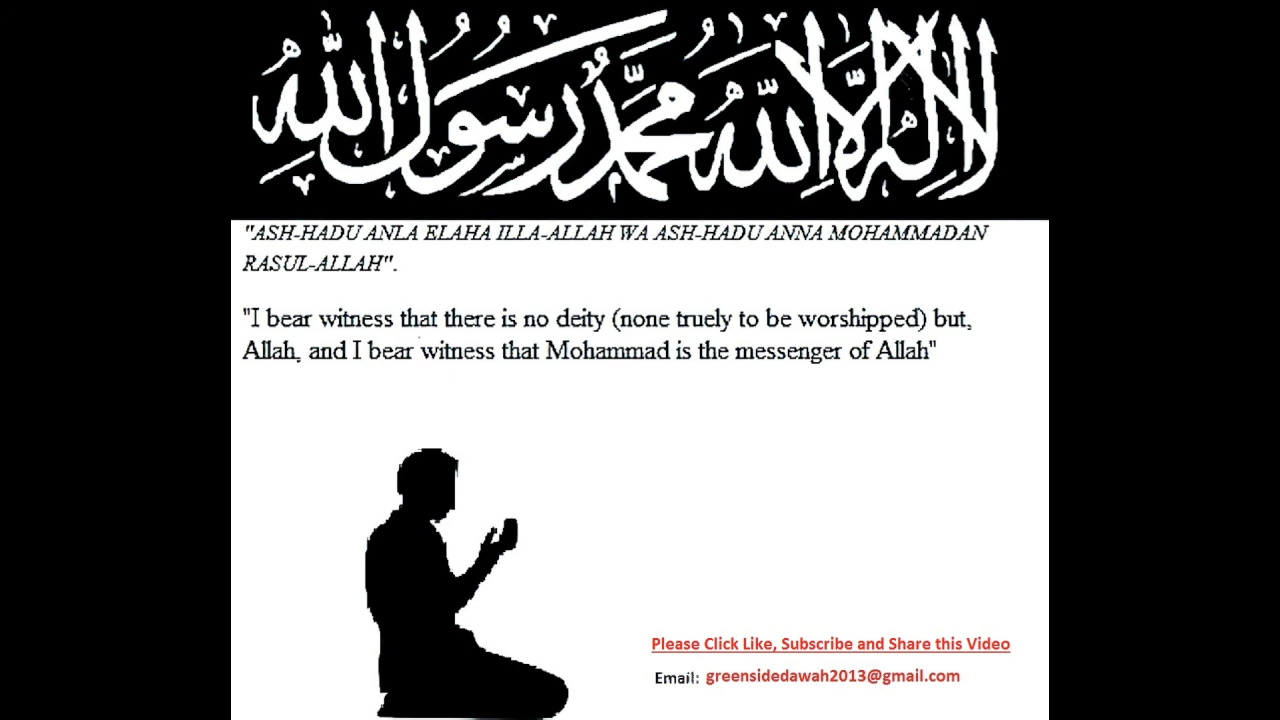 لا إله إلا الله محمد رسول الله
"ASH-HADU ANLA ELAHA ILLA-ALLAH WA ASH-HADU ANNA MOHAMMADAN
RASUL-ALLAH".
"I bear witness that there is no deity (none truely to be worshipped) but,
Allah, and I bear witness that Mohammad is the messenger of Allah"
Please Click Like, Subscribe and Share this Video
Email: greensidedawah2013@gmail.com